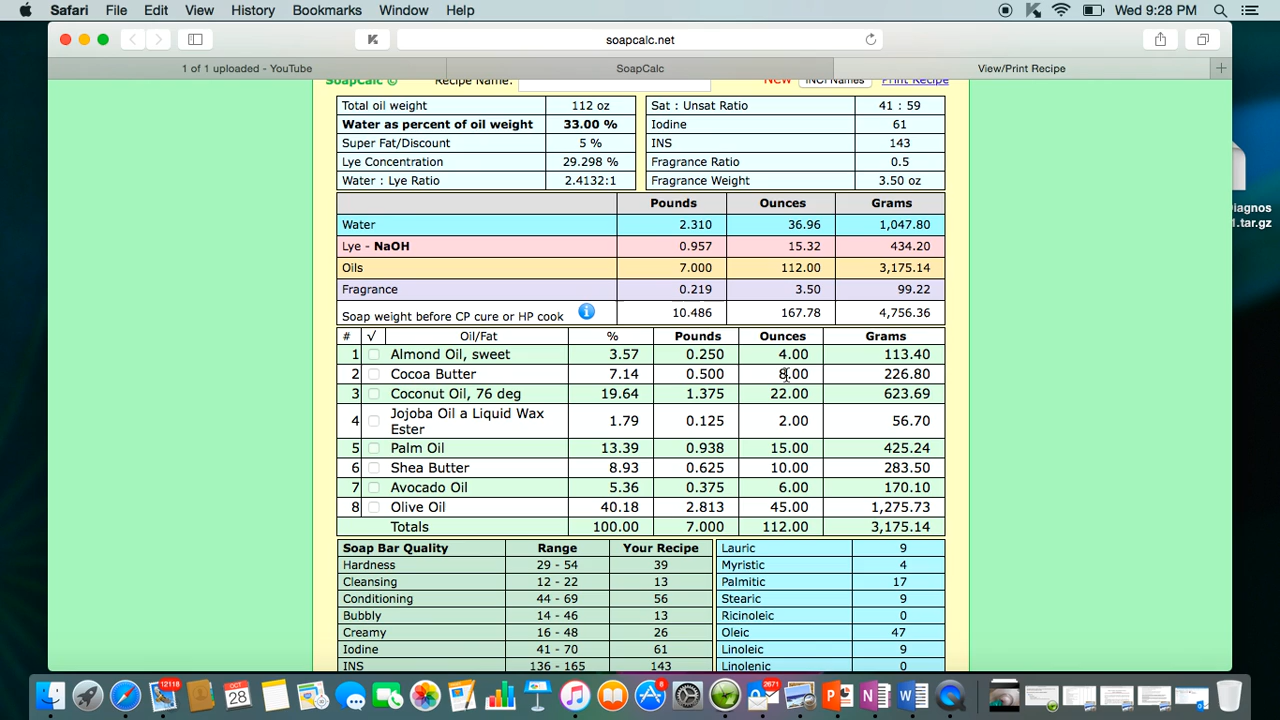 Safari File Edit View History Bookmarks Window Help Wed 9:28 PM
soapcalc.net
1 of 1 uploaded - YouTube SoapCalc View/Print Recipe
SoapCalc © Recipe Name: New INCI Names Print Recipe
Total oil weight 112 oz Sat : Unsat Ratio 41 : 59
Water as percent of oil weight 33.00 % Iodine 61
Super Fat/Discount 5 % INS 143
Lye Concentration 29.298 % Fragrance Ratio 0.5
Water : Lye Ratio 2.4132:1 Fragrance Weight 3.50 oz
Pounds Ounces Grams
Water 2.310 36.96 1,047.80
Lye - NaOH 0.957 15.32 434.20
Oils 7.000 112.00 3,175.14
Fragrance 0.219 3.50 99.22
Soap weight before CP cure or HP cook i 10.486 167.78 4,756.36
# √ Oil/Fat % Pounds Ounces Grams
1 Almond Oil, sweet 3.57 0.250 4.00 113.40
2 Cocoa Butter 7.14 0.500 8.00 226.80
3 Coconut Oil, 76 deg 19.64 1.375 22.00 623.69
4 Jojoba Oil a Liquid Wax
Ester 1.79 0.125 2.00 56.70
5 Palm Oil 13.39 0.938 15.00 425.24
6 Shea Butter 8.93 0.625 10.00 283.50
7 Avocado Oil 5.36 0.375 6.00 170.10
8 Olive Oil 40.18 2.813 45.00 1,275.73
Totals 100.00 7.000 112.00 3,175.14
Soap Bar Quality Range Your Recipe Lauric 9
Hardness 29 - 54 39 Myristic 4
Cleansing 12 - 22 13 Palmitic 17
Conditioning 44 - 69 56 Stearic 9
Bubbly 14 - 46 13 Ricinoleic 0
Creamy 16 - 48 26 Oleic 47
Iodine 41 - 70 61 Linoleic 9
INS 136 - 165 143 Linolenic 0
Diagnos
1.tar.gz
12118
OCT
28
8
2671